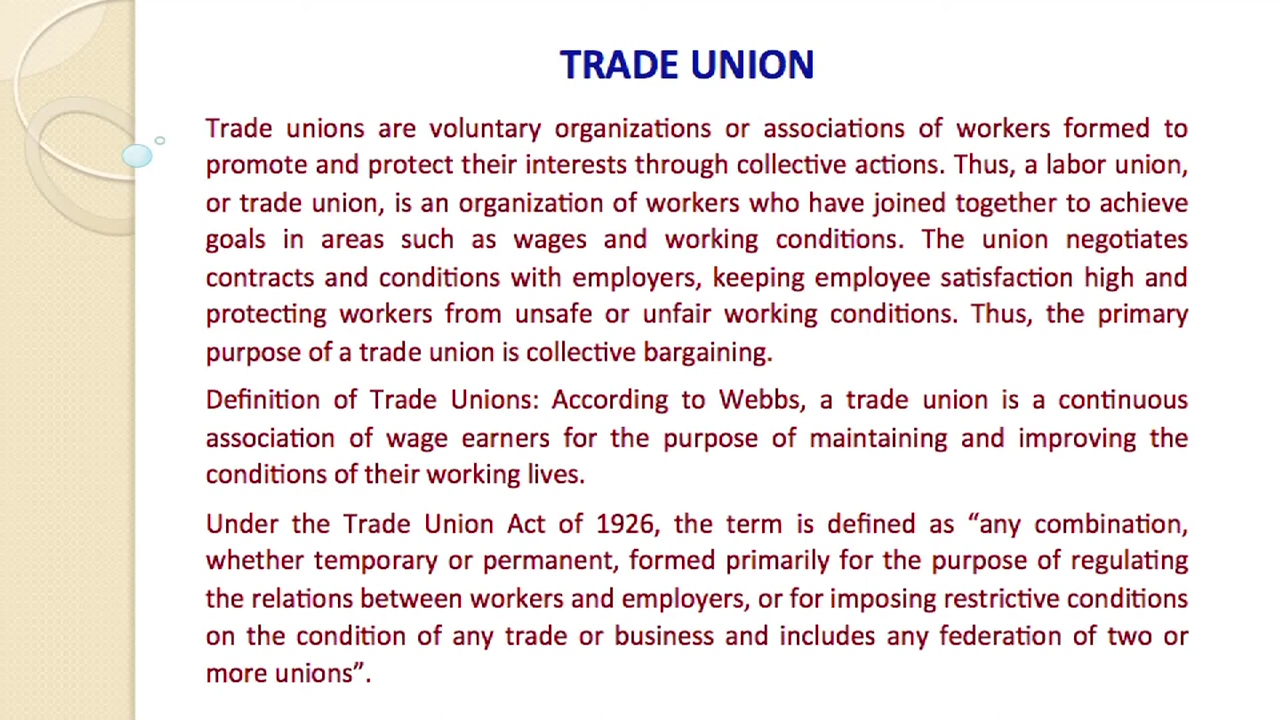 TRADE UNION
Trade unions are voluntary organizations or associations of workers formed to
promote and protect their interests through collective actions. Thus, a labor union,
or trade union, is an organization of workers who have joined together to achieve
goals in areas such as wages and working conditions. The union negotiates
contracts and conditions with employers, keeping employee satisfaction high and
protecting workers from unsafe or unfair working conditions. Thus, the primary
purpose of a trade union is collective bargaining.
Definition of Trade Unions: According to Webbs, a trade union is a continuous
association of wage earners for the purpose of maintaining and improving the
conditions of their working lives.
Under the Trade Union Act of 1926, the term is defined as “any combination,
whether temporary or permanent, formed primarily for the purpose of regulating
the relations between workers and employers, or for imposing restrictive conditions
on the condition of any trade or business and includes any federation of two or
more unions”.